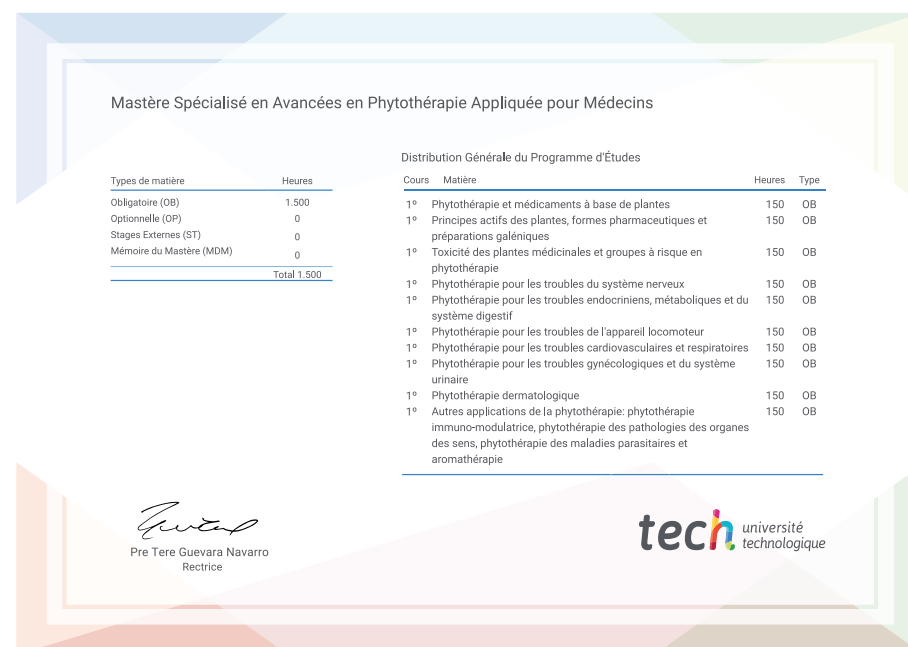 Mastère Spécialisé en Avancées en Phytothérapie Appliquée pour Médecins
Types de matière Heures
Obligatoire (OB) 1.500
Optionnelle (OP) 0
Stages Externes (ST) 0
Mémoire du Mastère (MDM) 0
Total 1.500
Distribution Générale du Programme d'Études
Cours Matière Heures Type
1º Phytothérapie et médicaments à base de plantes 150 OB
1º Principes actifs des plantes, formes pharmaceutiques et 150 OB
préparations galéniques
1º Toxicité des plantes médicinales et groupes à risque en 150 OB
phytothérapie
1º Phytothérapie pour les troubles du système nerveux 150 OB
1º Phytothérapie pour les troubles endocriniens, métaboliques et du 150 OB
système digestif
1º Phytothérapie pour les troubles de l'appareil locomoteur 150 OB
1º Phytothérapie pour les troubles cardiovasculaires et respiratoires 150 OB
1º Phytothérapie pour les troubles gynécologiques et du système 150 OB
urinaire
1º Phytothérapie dermatologique 150 OB
1º Autres applications de la phytothérapie: phytothérapie 150 OB
immuno-modulatrice, phytothérapie des pathologies des organes
des sens, phytothérapie des maladies parasitaires et
aromathérapie
Pre Tere Guevara Navarro
Rectrice
tech université
technologique